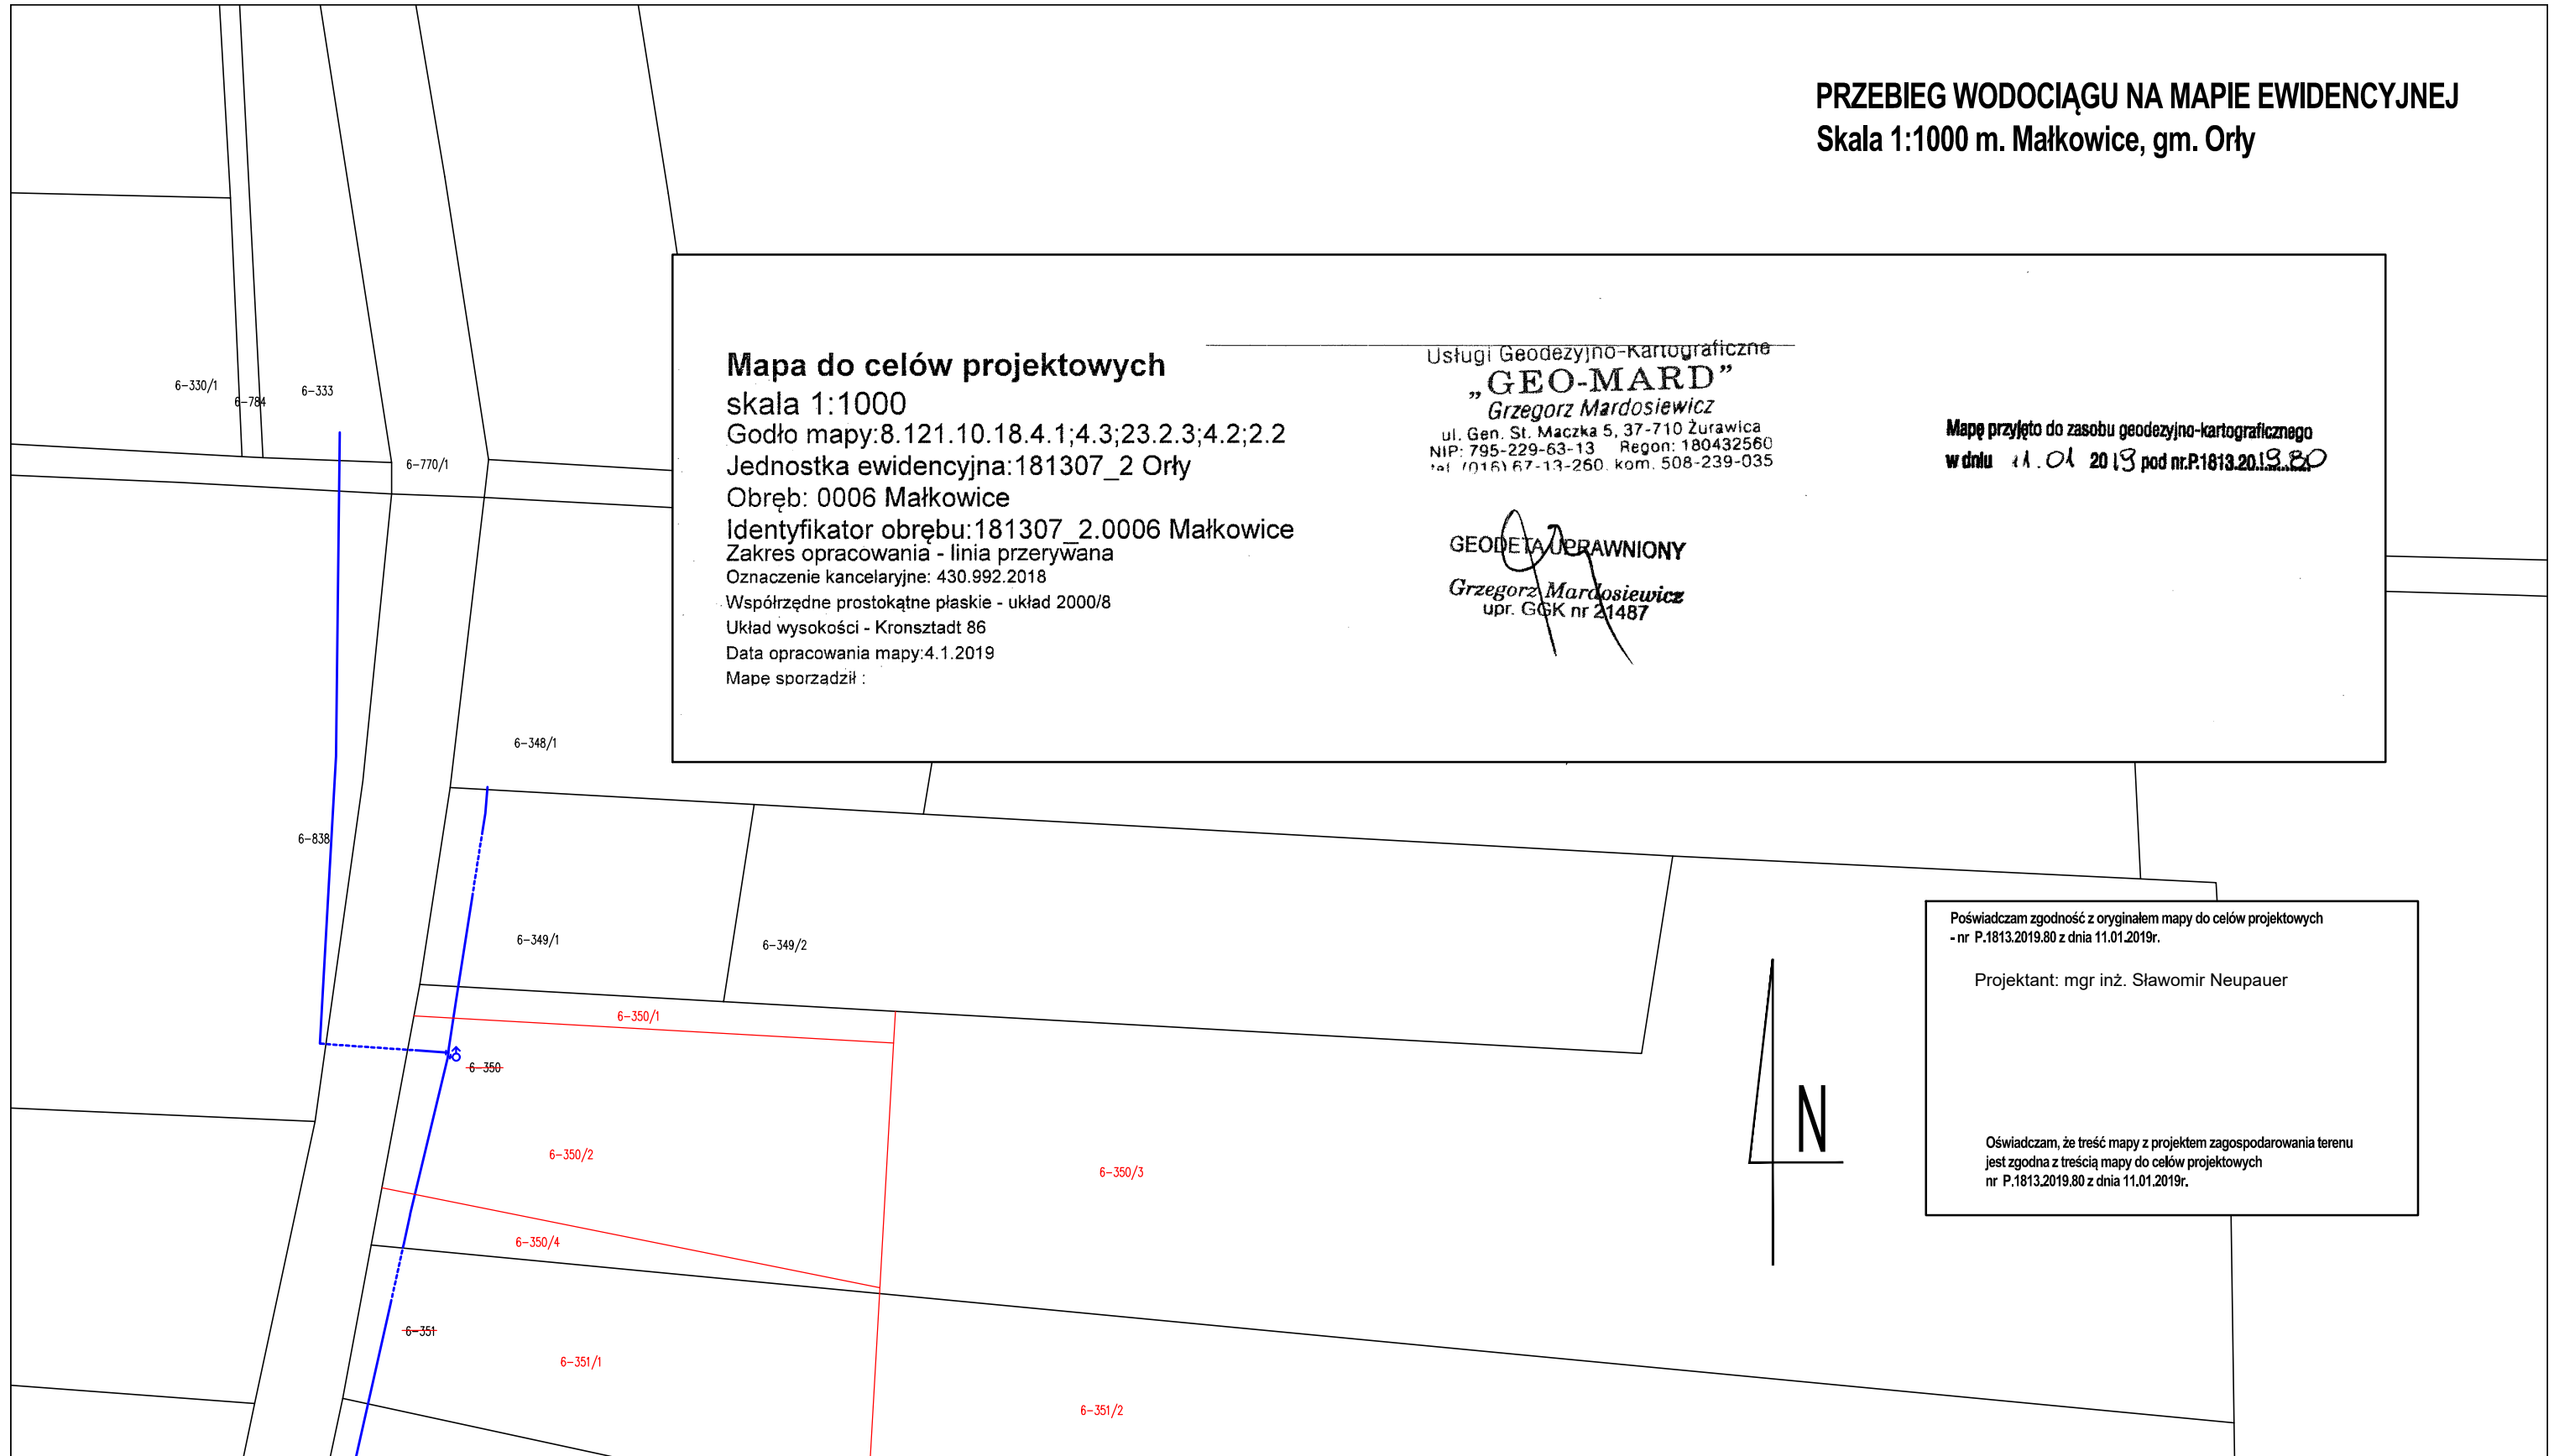 PRZEBIEG WODOCIĄGU NA MAPIE EWIDENCYJNEJ
Skala 1:1000 m. Małkowice, gm. Orły
Mapa do celów projektowych
skala 1:1000
Godło mapy:8.121.10.18.4.1;4.3;23.2.3;4.2;2.2
Jednostka ewidencyjna:181307_2 Orły
Obręb: 0006 Małkowice
Identyfikator obrębu:181307_2.0006 Małkowice
Zakres opracowania - linia przerywana
Oznaczenie kancelaryjne: 430.992.2018
Współrzędne prostokątne płaskie - układ 2000/8
Układ wysokości - Kronsztadt 86
Data opracowania mapy:4.1.2019
Mapę sporządził :
Usługi Geodezyjno-Kartograficzne
„GEO-MARD”
Grzegorz Mardosiewicz
ul. Gen. St. Maczka 5, 37-710 Żurawica
NIP: 795-229-63-13 Regon: 180432560
tel. (016) 67-13-260. kom. 508-239-035
GEODETA UPRAWNIONY
Grzegorz Mardosiewicz
upr. GGK nr 21487
Mapę przyjęto do zasobu geodezyjno-kartograficznego
w dniu 11.01 2019 pod nr.P.1813.20.19.80
6-330/1
6-784
6-333
6-770/1
6-348/1
6-838
6-349/1
6-349/2
6-350/1
6-350
6-350/2
6-350/3
6-350/4
6-351
6-351/1
6-351/2
N
Poświadczam zgodność z oryginałem mapy do celów projektowych
- nr P.1813.2019.80 z dnia 11.01.2019r.
Projektant: mgr inż. Sławomir Neupauer
Oświadczam, że treść mapy z projektem zagospodarowania terenu
jest zgodna z treścią mapy do celów projektowych
nr P.1813.2019.80 z dnia 11.01.2019r.